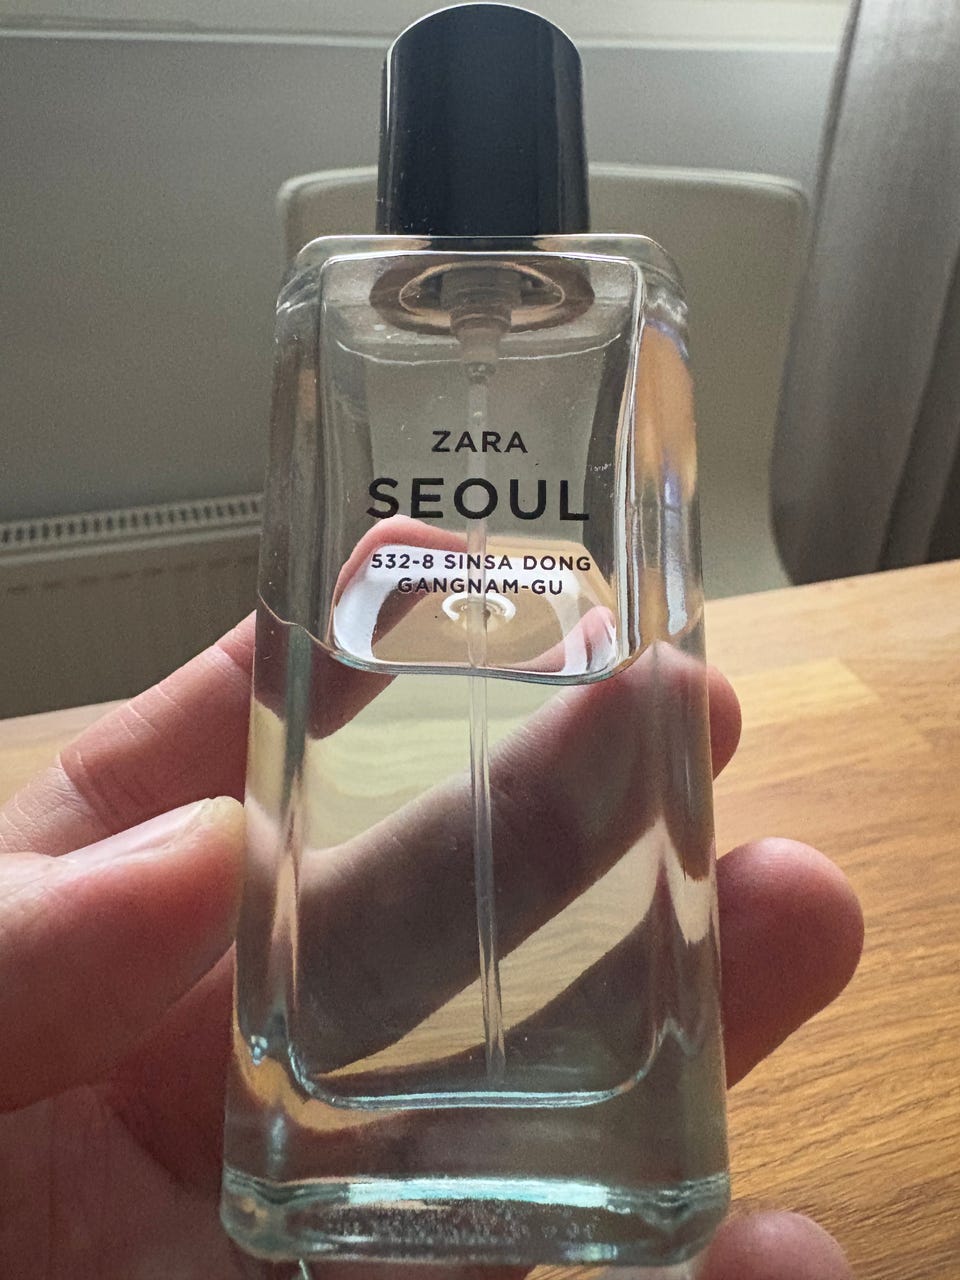 ZARA
SEOUL
532-8 SINSA DONG
GANGNAM-GU